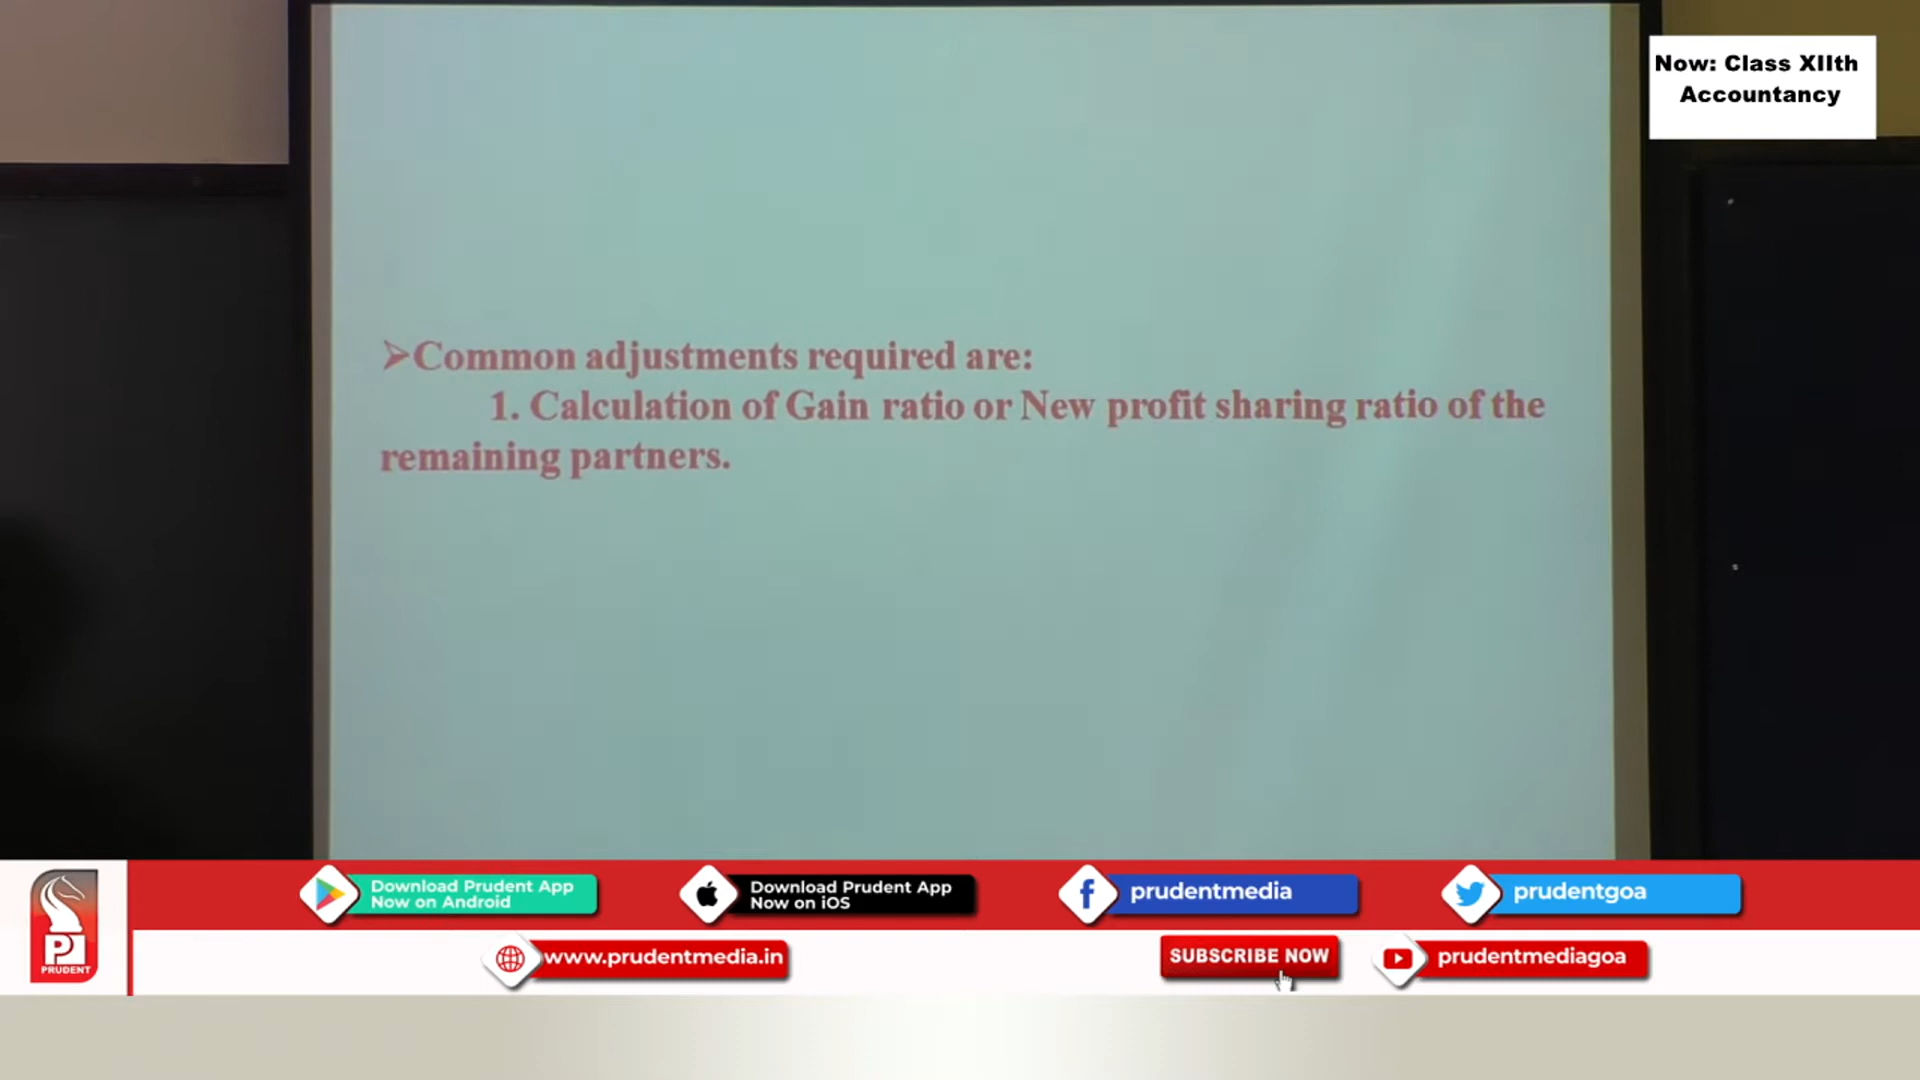 Now: Class XIIth
Accountancy
➢Common adjustments required are:
1. Calculation of Gain ratio or New profit sharing ratio of the
remaining partners.
Download Prudent App
Now on Android
Download Prudent App
Now on iOS
prudentmedia
prudentgoa
PRUDENT
www.prudentmedia.in
SUBSCRIBE NOW
prudentmediagoa